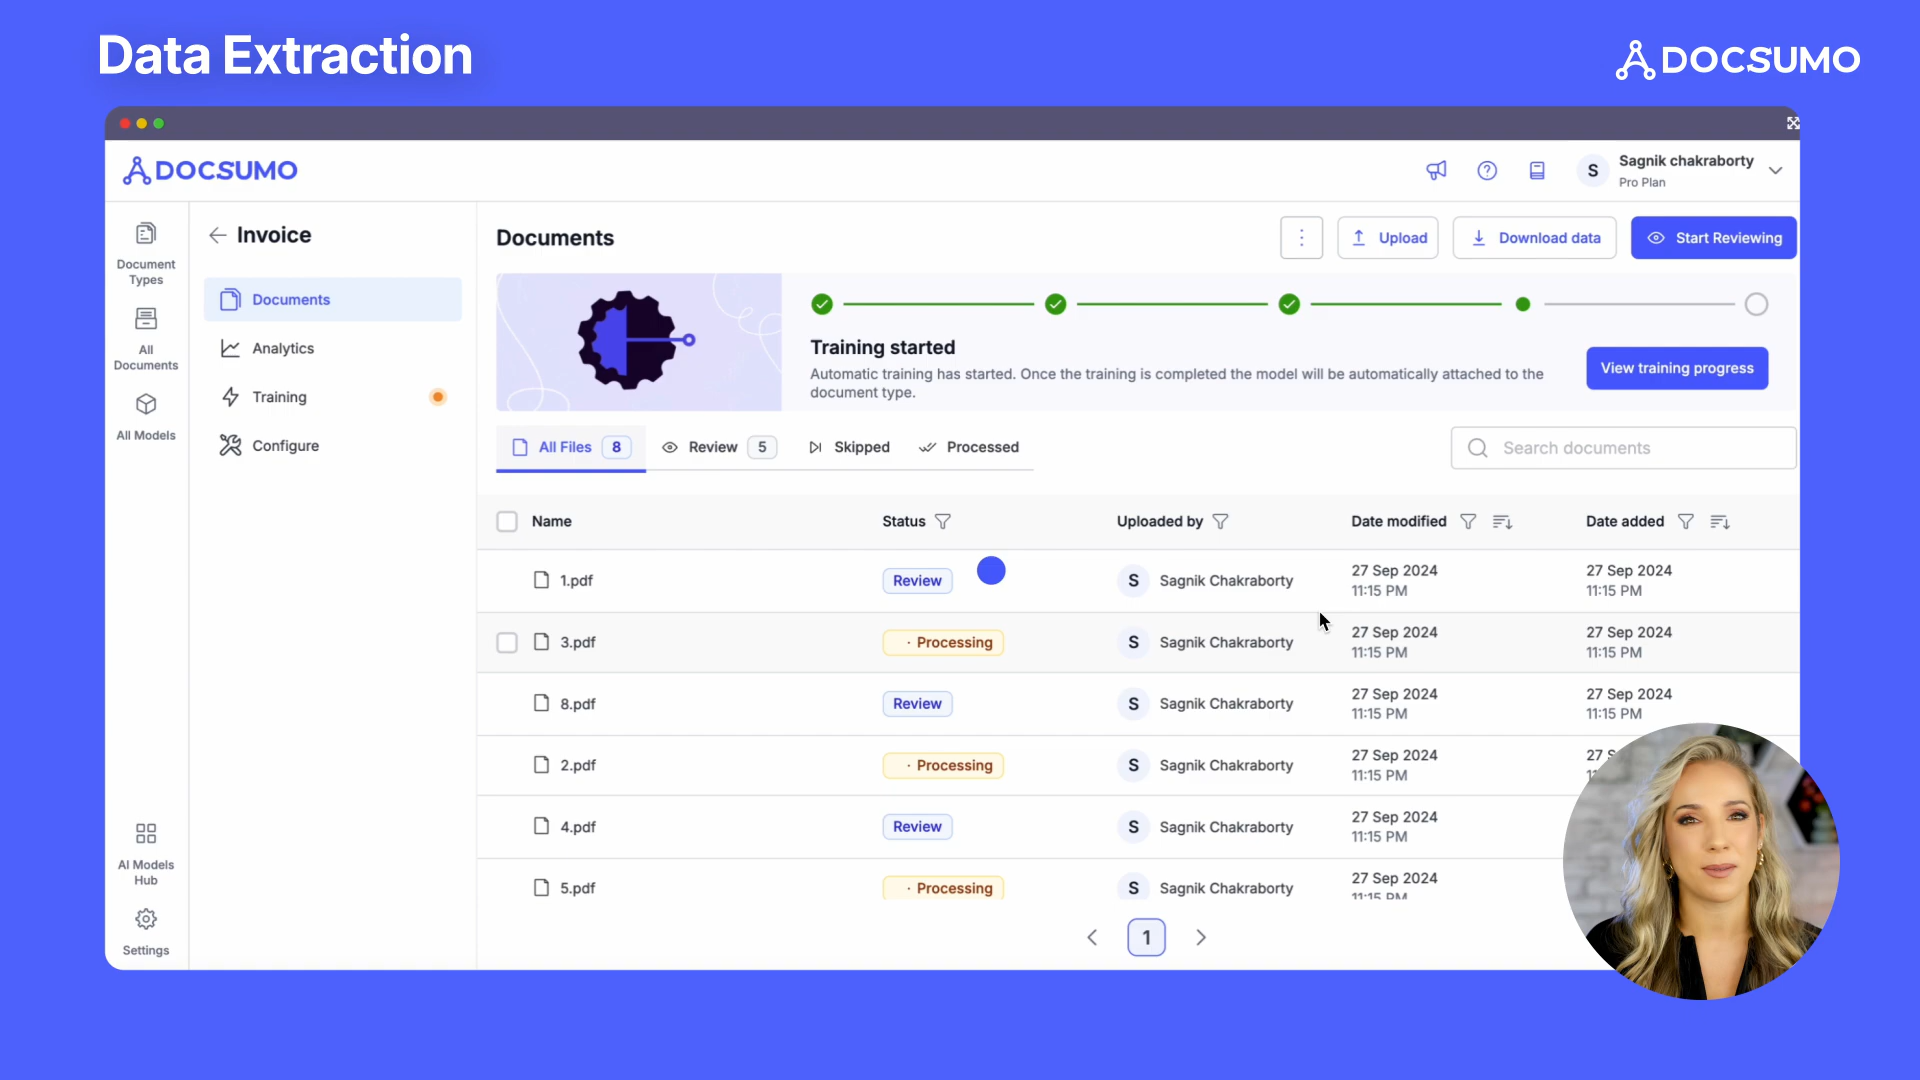 Data Extraction
DOCSUMO
DOCSUMO
S
Sagnik chakraborty
Pro Plan
Document
Types
All
Documents
All Models
AI Models
Hub
Settings
Invoice
Documents
Analytics
Training
Configure
Documents
Upload
Download data
Start Reviewing
Training started
Automatic training has started. Once the training is completed the model will be automatically attached to the
document type.
View training progress
All Files 8
Review 5
Skipped
Processed
Search documents
Name Status Uploaded by Date modified Date added
1.pdf Review S Sagnik Chakraborty 27 Sep 2024 27 Sep 2024
11:15 PM 11:15 PM
3.pdf · Processing S Sagnik Chakraborty 27 Sep 2024 27 Sep 2024
11:15 PM 11:15 PM
8.pdf Review S Sagnik Chakraborty 27 Sep 2024 27 Sep 2024
11:15 PM 11:15 PM
2.pdf · Processing S Sagnik Chakraborty 27 Sep 2024 27
11:15 PM
4.pdf Review S Sagnik Chakraborty 27 Sep 2024
11:15 PM
5.pdf · Processing S Sagnik Chakraborty 27 Sep 2024
11:15 PM
1